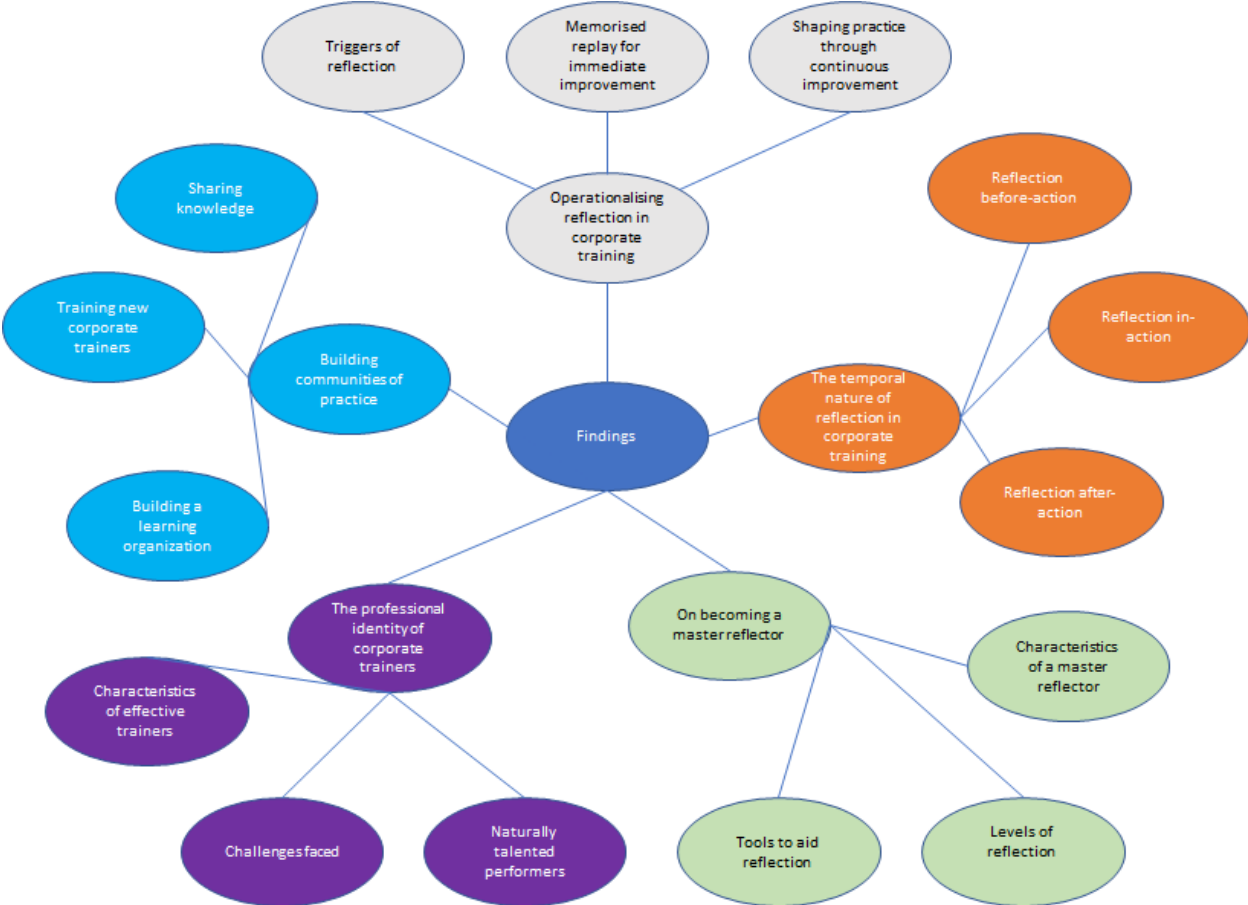 Triggers of
reflection
Memorised
replay for
immediate
improvement
Shaping practice
through
continuous
improvement
Operationalising
reflection in
corporate
training
Sharing
knowledge
Training new
corporate
trainers
Building
communities of
practice
Building a
learning
organization
Reflection
before-action
Reflection in-
action
The temporal
nature of
reflection in
corporate
training
Reflection after-
action
Findings
The professional
identity of
corporate
trainers
Characteristics
of effective
trainers
Challenges faced
Naturally
talented
performers
On becoming a
master reflector
Characteristics
of a master
reflector
Tools to aid
reflection
Levels of
reflection